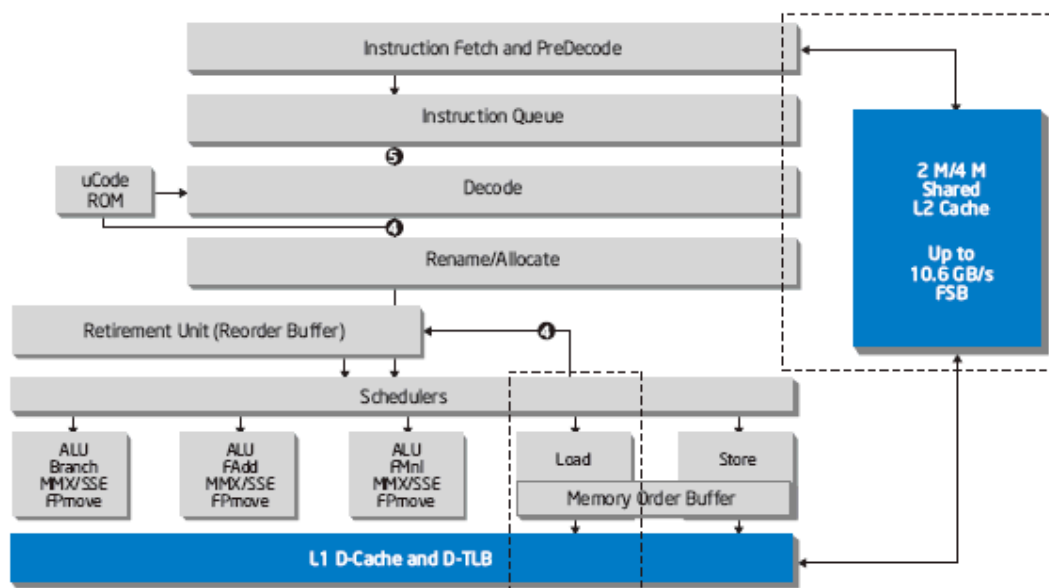 Instruction Fetch and PreDecode
Instruction Queue
5
uCode
ROM
Decode
4
Rename/Allocate
2 M/4 M
Shared
L2 Cache
Up to
10.6 GB/s
FSB
Retirement Unit (Reorder Buffer)
4
Schedulers
ALU
Branch
MMX/SSE
FPmove
ALU
FAdd
MMX/SSE
FPmove
ALU
FMnl
MMX/SSE
FPmove
Load
Store
Memory Order Buffer
L1 D-Cache and D-TLB